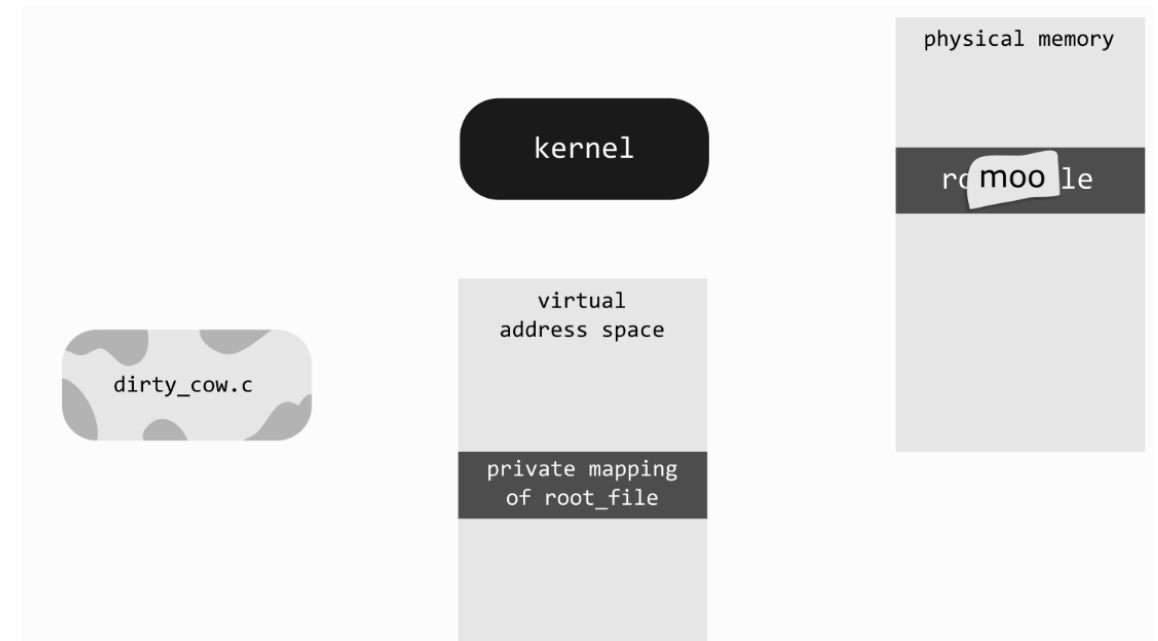 physical memory
kernel
ro moo le
virtual
address space
dirty_cow.c
private mapping
of root_file